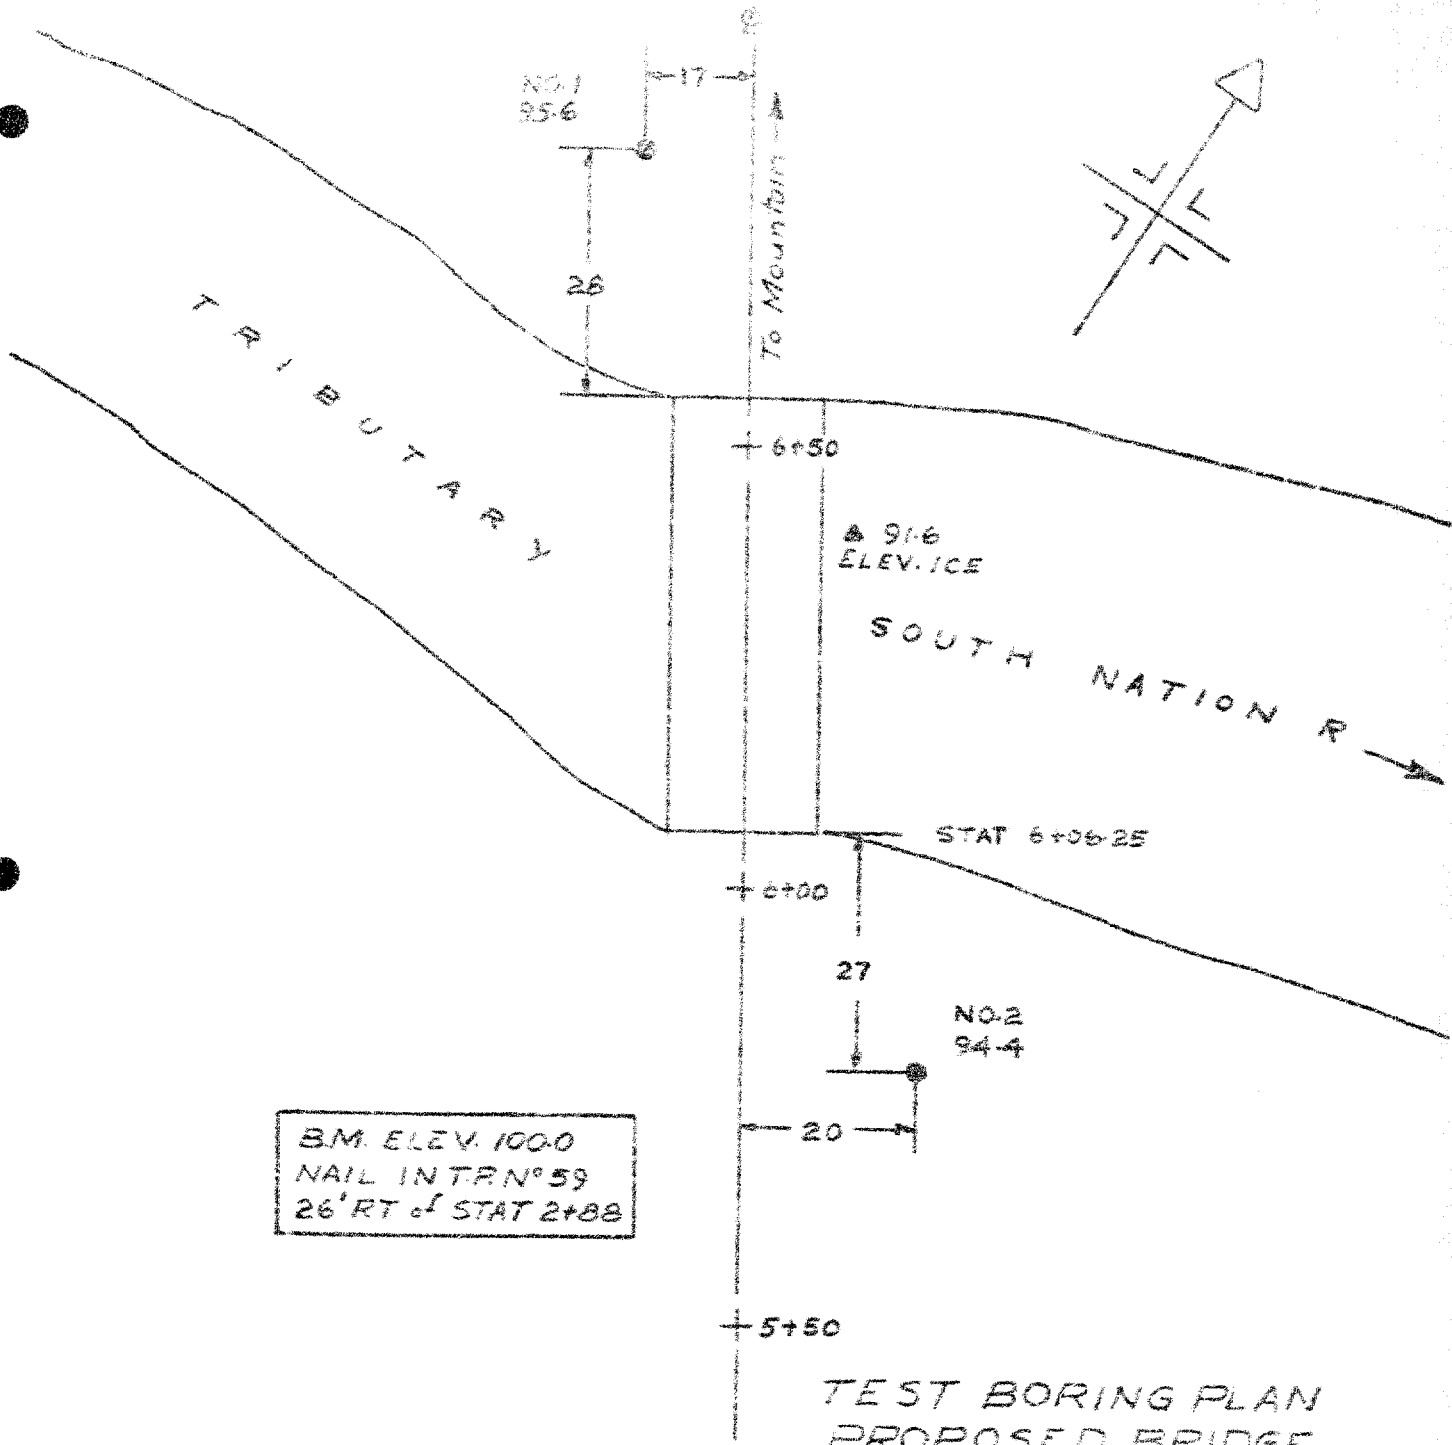 ℄
17
NO.1
95.6
To Mountain
TRIBUTARY
6+50
91.6
ELEV. ICE
SOUTH NATION R
STAT 6+06.25
6+00
27
NO.2
94.4
20
B.M. ELEV. 100.0
NAIL IN T.P. Nº 59
26' RT of STAT 2+88
5+50
TEST BORING PLAN
PROPOSED BRIDGE